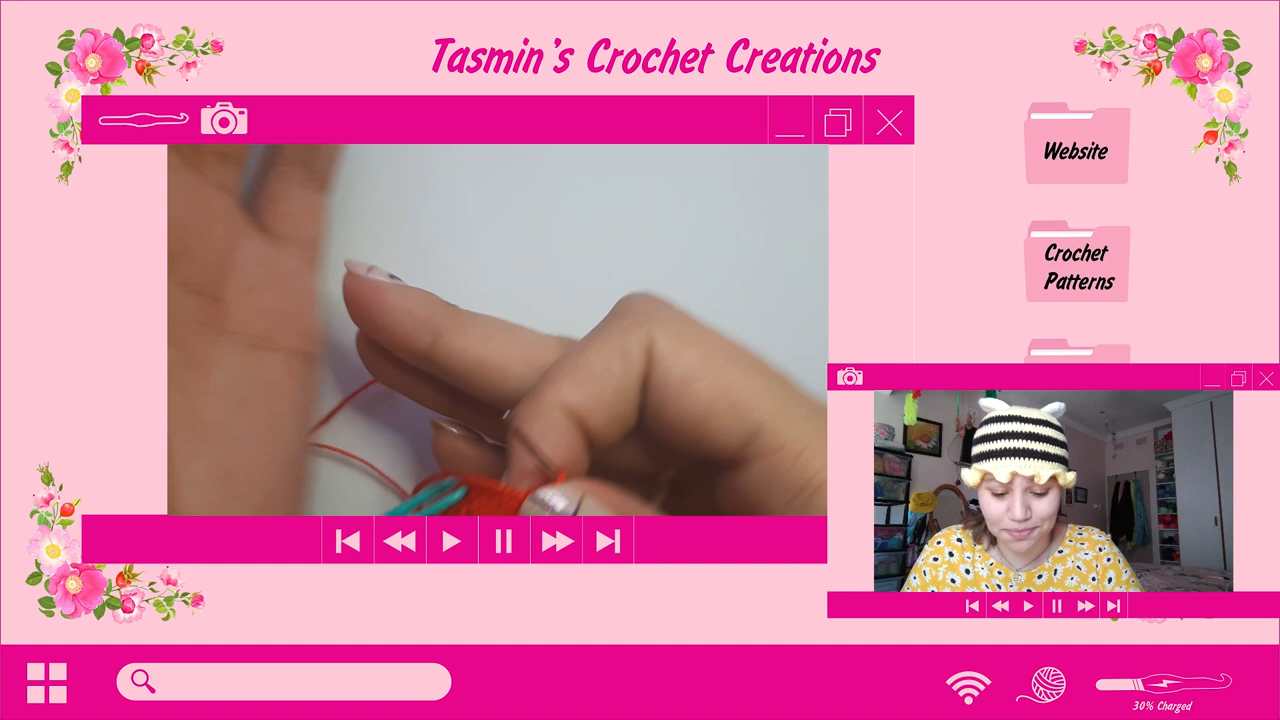 Tasmin's Crochet Creations
Website
Crochet
Patterns
30% Charged